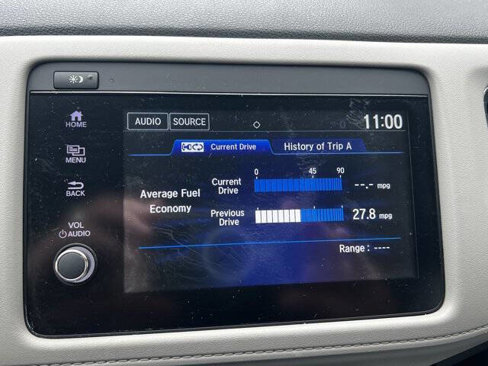 AUDIO SOURCE 11:00
HOME
MENU
BACK
VOL
AUDIO
Current Drive History of Trip A
0 45 90
Average Fuel
Economy
Current
Drive
--.- mpg
Previous
Drive
27.8 mpg
Range : ----